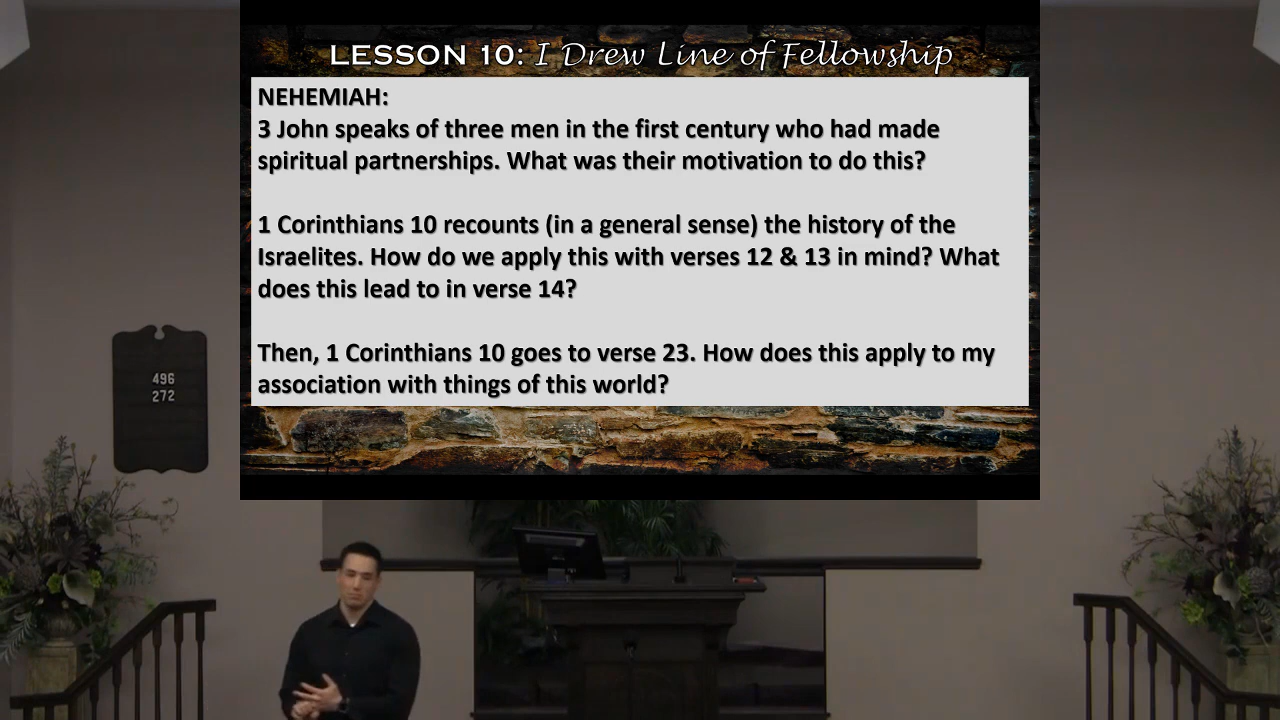 LESSON 10: I Drew Line of Fellowship
NEHEMIAH:
3 John speaks of three men in the first century who had made
spiritual partnerships. What was their motivation to do this?
1 Corinthians 10 recounts (in a general sense) the history of the
Israelites. How do we apply this with verses 12 & 13 in mind? What
does this lead to in verse 14?
Then, 1 Corinthians 10 goes to verse 23. How does this apply to my
association with things of this world?
496
272